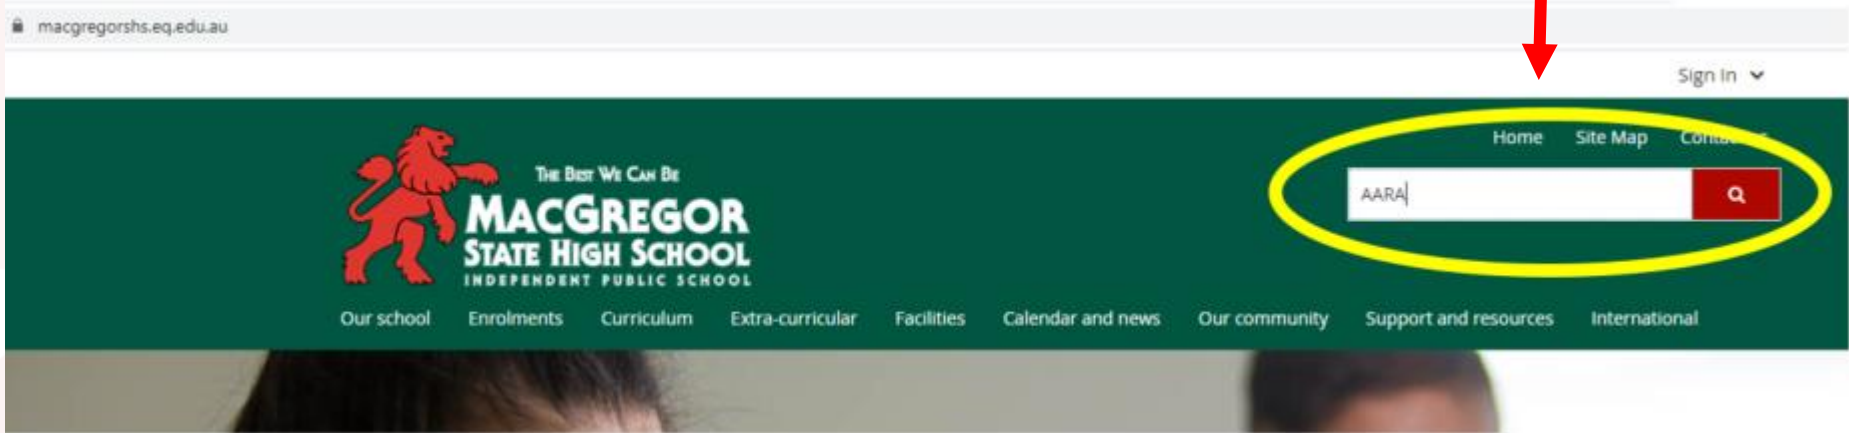 macgregorshs.eq.edu.au
Sign In
Home Site Map
AARA
THE BEST WE CAN BE
MACGREGOR
STATE HIGH SCHOOL
INDEPENDENT PUBLIC SCHOOL
Our school Enrolments Curriculum Extra-curricular Facilities Calendar and news Our community Support and resources International